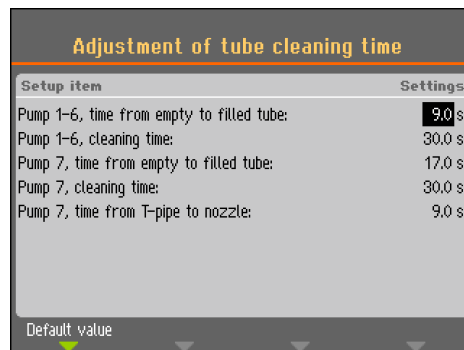 Adjustment of tube cleaning time
Setup item Settings
Pump 1-6, time from empty to filled tube: 9.0 s
Pump 1-6, cleaning time: 30.0 s
Pump 7, time from empty to filled tube: 17.0 s
Pump 7, cleaning time: 30.0 s
Pump 7, time from T-pipe to nozzle: 9.0 s
Default value